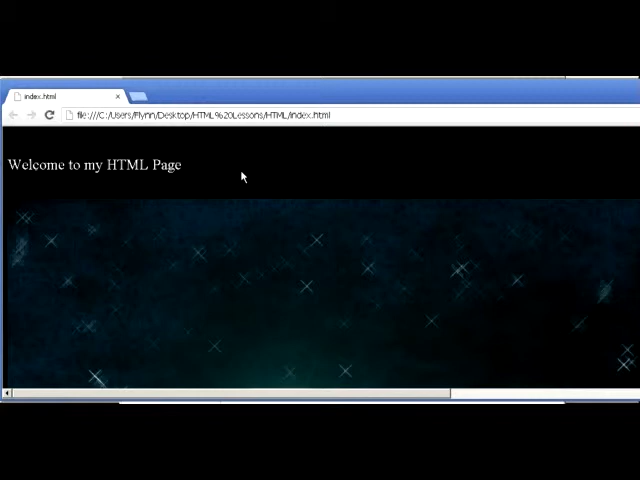 index.html
file:///C:/Users/Flynn/Desktop/HTML%20Lessons/HTML/index.html
Welcome to my HTML Page